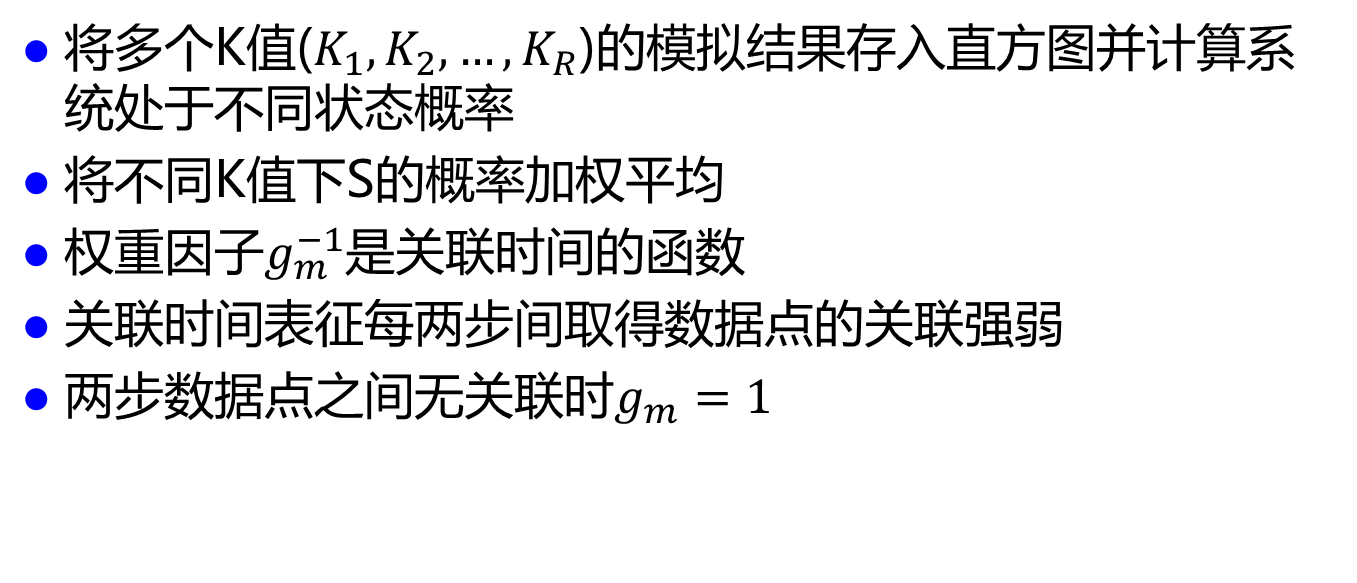 ● 将多个K值(K₁, K₂, …, K_R)的模拟结果存入直方图并计算系
统处于不同状态概率
● 将不同K值下S的概率加权平均
● 权重因子g_m^{-1}是关联时间的函数
● 关联时间表征每两步间取得数据点的关联强弱
● 两步数据点之间无关联时g_m = 1